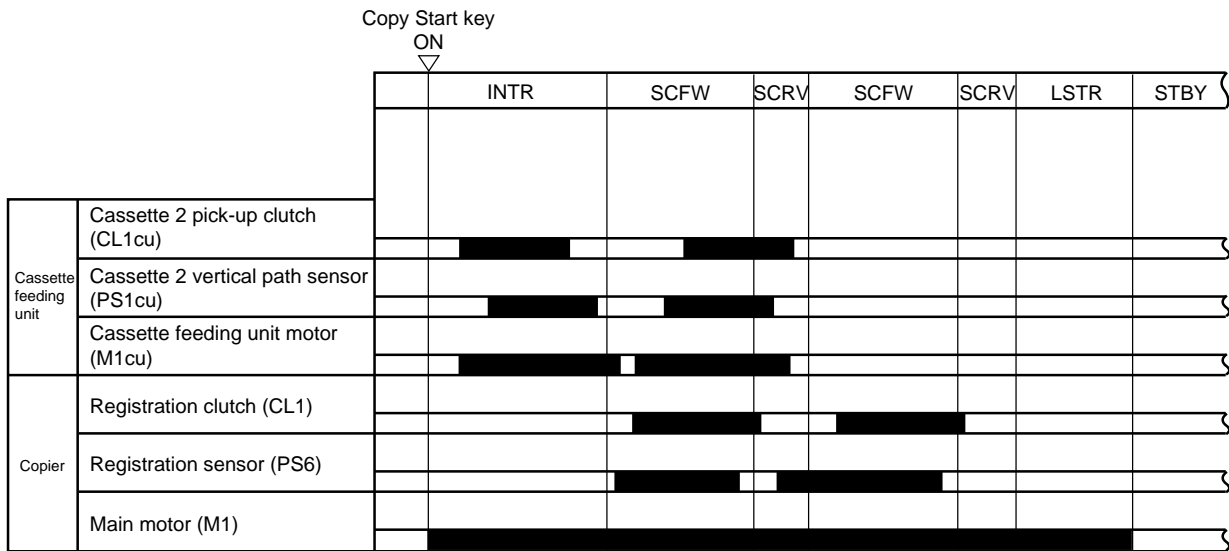 Copy Start key
ON
INTR
SCFW
SCRV
SCFW
SCRV
LSTR
STBY
Cassette
feeding
unit
Cassette 2 pick-up clutch
(CL1cu)
Cassette 2 vertical path sensor
(PS1cu)
Cassette feeding unit motor
(M1cu)
Copier
Registration clutch (CL1)
Registration sensor (PS6)
Main motor (M1)